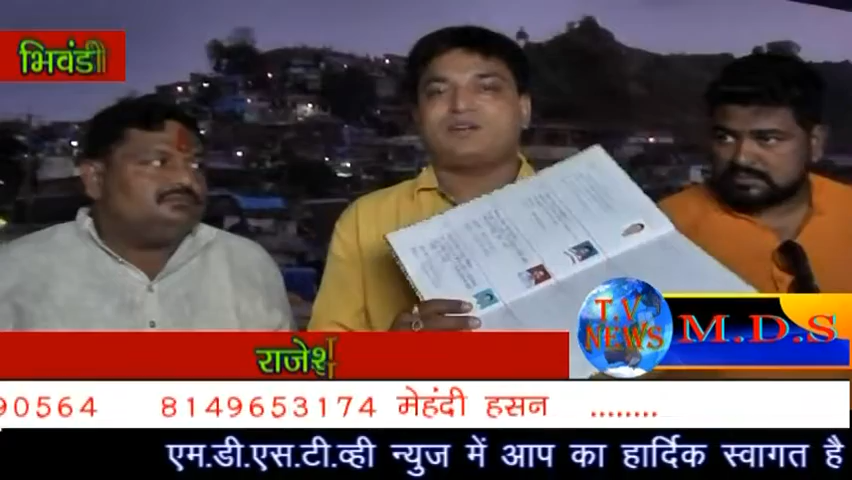 भिवंडी
T.V
NEWS
M.D.S
राजेश
90564 8149653174 मेहंदी हसन ........
एम.डी.एस.टी.व्ही न्युज में आप का हार्दिक स्वागत है